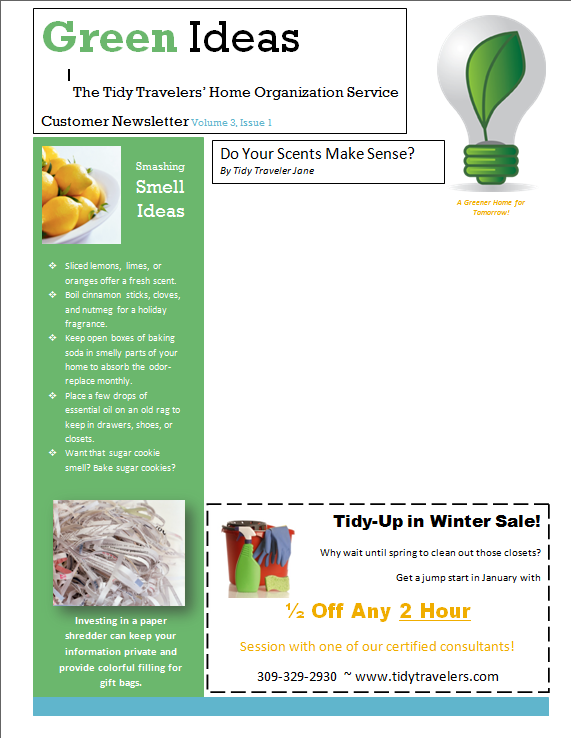 Green Ideas
The Tidy Travelers' Home Organization Service
Customer Newsletter Volume 3, Issue 1
A Greener Home for
Tomorrow!
Smashing
Smell
Ideas
Do Your Scents Make Sense?
By Tidy Traveler Jane
❖ Sliced lemons, limes, or
oranges offer a fresh scent.
❖ Boil cinnamon sticks, cloves,
and nutmeg for a holiday
fragrance.
❖ Keep open boxes of baking
soda in smelly parts of your
home to absorb the odor-
replace monthly.
❖ Place a few drops of
essential oil on an old rag to
keep in drawers, shoes, or
closets.
❖ Want that sugar cookie
smell? Bake sugar cookies?
Investing in a paper
shredder can keep your
information private and
provide colorful filling for
gift bags.
Tidy-Up in Winter Sale!
Why wait until spring to clean out those closets?
Get a jump start in January with
½ Off Any 2 Hour
Session with one of our certified consultants!
309-329-2930 ~ www.tidytravelers.com